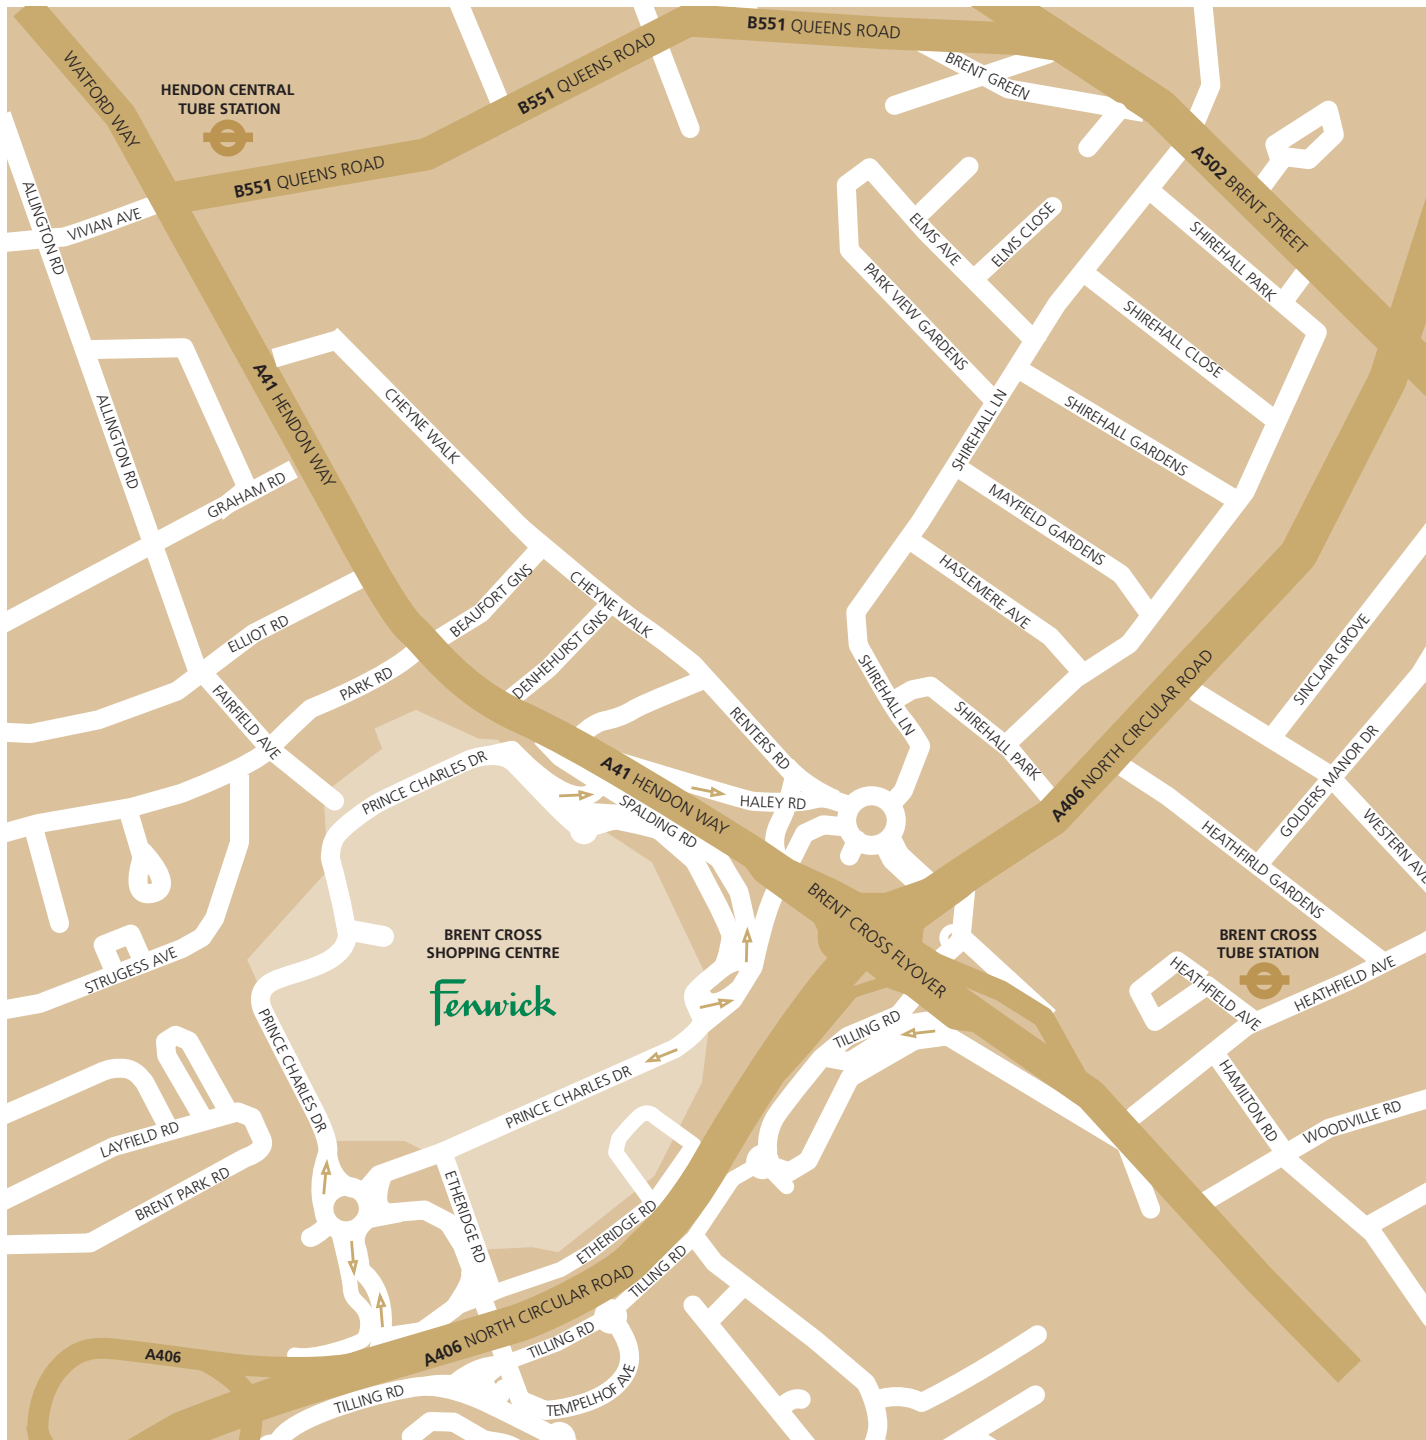 B551 QUEENS ROAD
B551 QUEENS ROAD
WATFORD WAY
HENDON CENTRAL
TUBE STATION
BRENT GREEN
A502 BRENT STREET
B551 QUEENS ROAD
ALLINGTON RD
VIVIAN AVE
ELMS AVE
ELMS CLOSE
SHIREHALL PARK
PARK VIEW GARDENS
SHIREHALL CLOSE
A41 HENDON WAY
CHEYNE WALK
ALLINGTON RD
SHIREHALL LN
SHIREHALL GARDENS
GRAHAM RD
MAYFIELD GARDENS
HASLEMERE AVE
BEAUFORT GNS
CHEYNE WALK
ELLIOT RD
DENHEHURST GNS
PARK RD
FAIRFIELD AVE
SHIREHALL LN
SINCLAIR GROVE
A406 NORTH CIRCULAR ROAD
SHIREHALL PARK
RENTERS RD
PRINCE CHARLES DR
A41 HENDON WAY
HALEY RD
SPALDING RD
GOLDERS MANOR DR
WESTERN AVE
HEATHFIRLD GARDENS
BRENT CROSS FLYOVER
BRENT CROSS
SHOPPING CENTRE
Fenwick
BRENT CROSS
TUBE STATION
STRUGESS AVE
HEATHFIELD AVE
HEATHFIELD AVE
TILLING RD
PRINCE CHARLES DR
PRINCE CHARLES DR
HAMILTON RD
WOODVILLE RD
LAYFIELD RD
BRENT PARK RD
ETHERIDGE RD
ETHERIDGE RD
TILLING RD
A406 NORTH CIRCULAR ROAD
A406
TILLING RD
TILLING RD
TEMPELHOF AVE